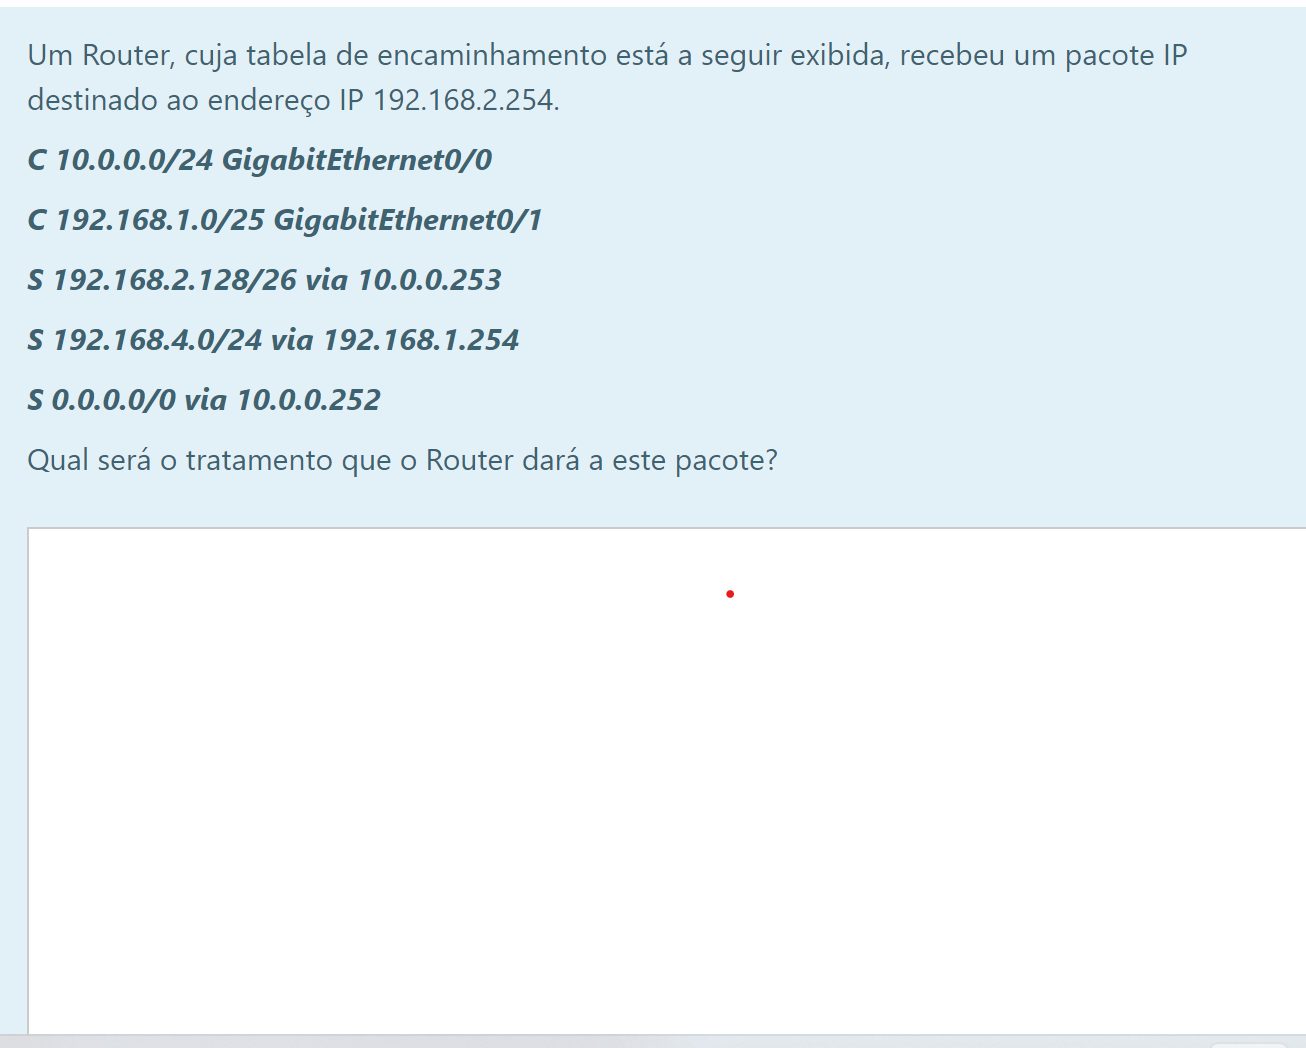 Um Router, cuja tabela de encaminhamento está a seguir exibida, recebeu um pacote IP
destinado ao endereço IP 192.168.2.254.
C 10.0.0.0/24 GigabitEthernet0/0
C 192.168.1.0/25 GigabitEthernet0/1
S 192.168.2.128/26 via 10.0.0.253
S 192.168.4.0/24 via 192.168.1.254
S 0.0.0.0/0 via 10.0.0.252
Qual será o tratamento que o Router dará a este pacote?